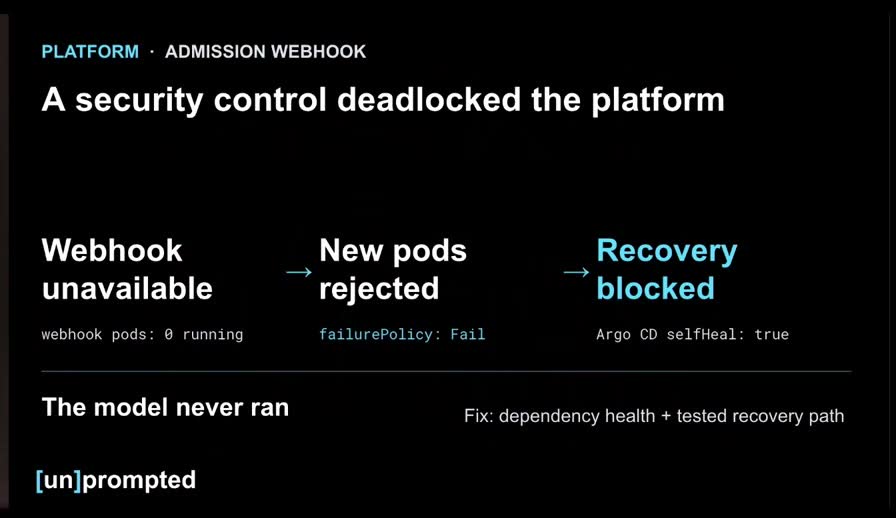 PLATFORM · ADMISSION WEBHOOK
A security control deadlocked the platform
Webhook
unavailable
webhook pods: 0 running
→
New pods
rejected
failurePolicy: Fail
→
Recovery
blocked
Argo CD selfHeal: true
The model never ran
Fix: dependency health + tested recovery path
[un]prompted